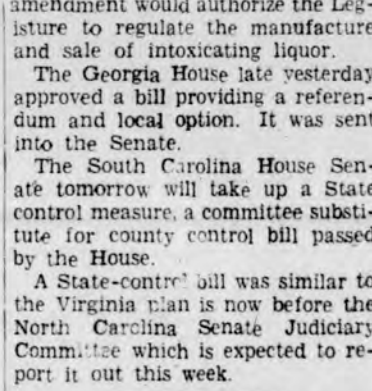 amendment would authorize the Leg-
isture to regulate the manufacture
and sale of intoxicating liquor.
The Georgia House late yesterday
approved a bill providing a referen-
dum and local option. It was sent
into the Senate.
The South Carolina House Sen-
ate tomorrow will take up a State
control measure, a committee substi-
tute for county control bill passed
by the House.
A State-control bill was similar to
the Virginia plan is now before the
North Carolina Senate Judiciary
Committee which is expected to re-
port it out this week.